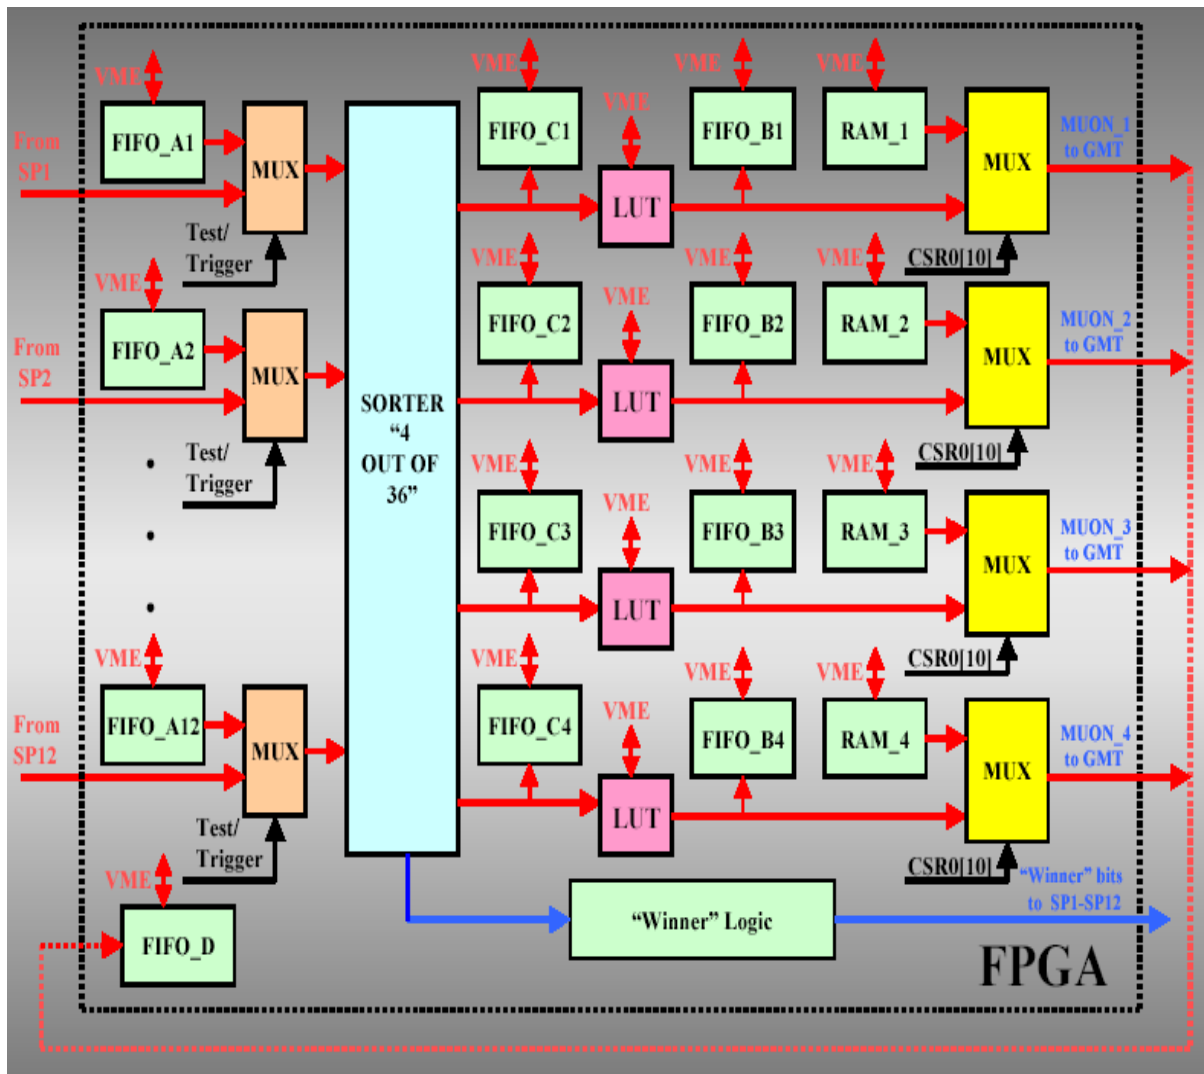 VME
VME
VME
VME
FIFO_A1
MUX
FIFO_C1
VME
FIFO_B1
RAM_1
MUX
MUON_1
to GMT
From
SP1
LUT
Test/
Trigger
CSR0[10]
VME
VME
VME
VME
FIFO_A2
MUX
FIFO_C2
VME
FIFO_B2
RAM_2
MUX
MUON_2
to GMT
From
SP2
LUT
SORTER
“4
OUT OF
36”
Test/
Trigger
CSR0[10]
VME
VME
VME
FIFO_C3
VME
FIFO_B3
RAM_3
MUX
MUON_3
to GMT
LUT
CSR0[10]
VME
VME
VME
VME
From
SP12
FIFO_A12
MUX
FIFO_C4
VME
FIFO_B4
RAM_4
MUX
MUON_4
to GMT
LUT
Test/
Trigger
CSR0[10]
VME
FIFO_D
“Winner” Logic
“Winner” bits
to SP1-SP12
FPGA